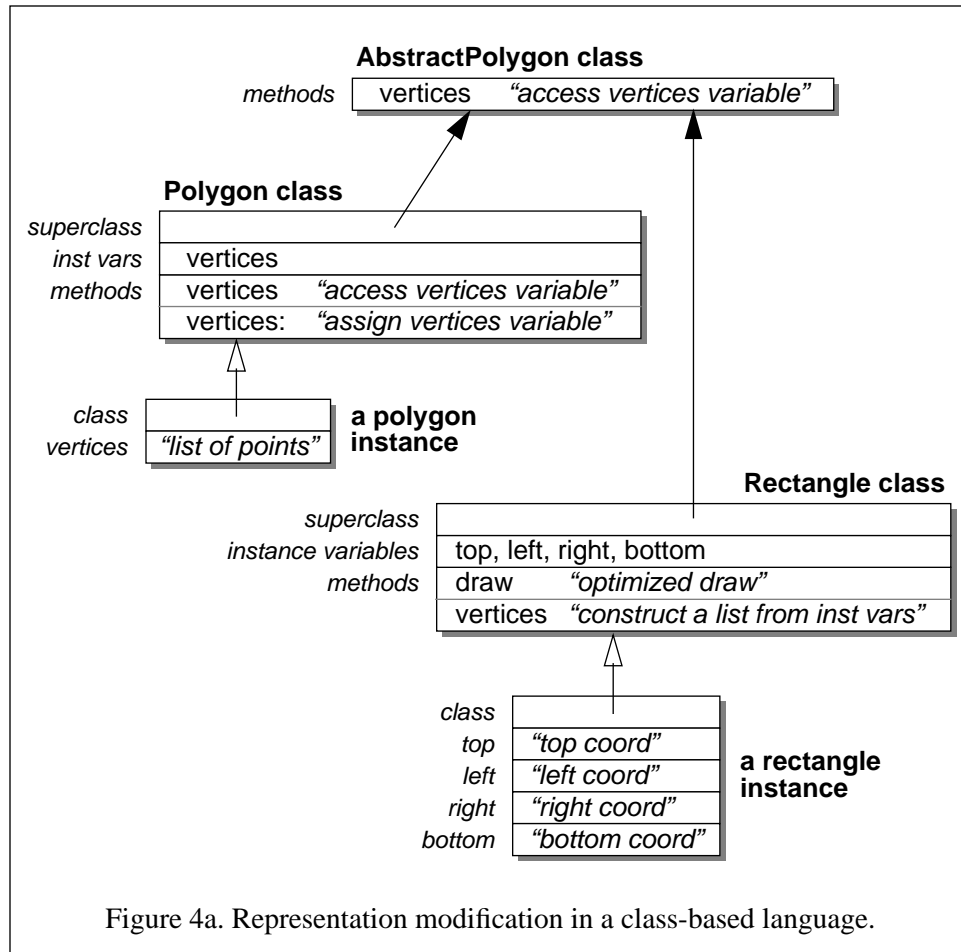 AbstractPolygon class
methods vertices “access vertices variable”
Polygon class
superclass
inst vars vertices
methods vertices “access vertices variable”
vertices: “assign vertices variable”
class
vertices “list of points”
a polygon
instance
Rectangle class
superclass
instance variables top, left, right, bottom
methods draw “optimized draw”
vertices “construct a list from inst vars”
class
top “top coord”
left “left coord”
right “right coord”
bottom “bottom coord”
a rectangle
instance
Figure 4a. Representation modification in a class-based language.